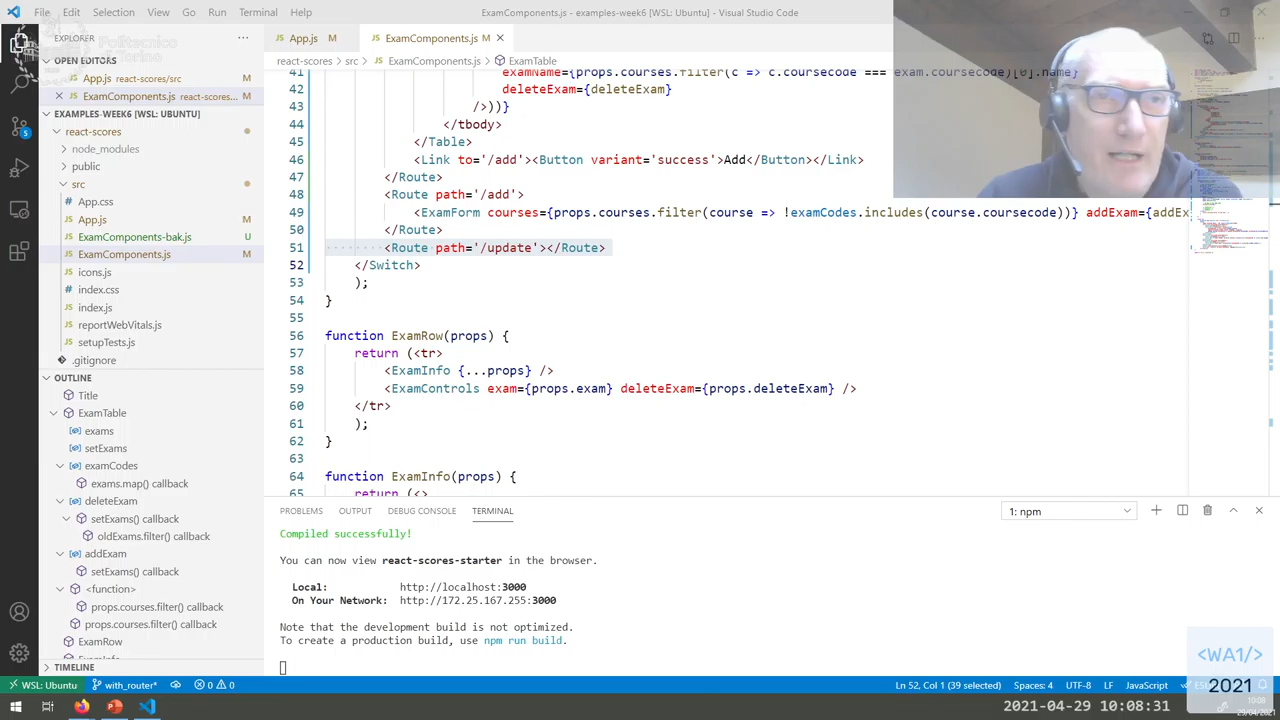 File Edit Selection View Go Run Terminal Help
ExamComponents.js - examples-week6 [WSL: Ubuntu] - Visual Studio Code
EXPLORER
Politecnico
OPEN EDITORS
App.js react-scores/src M
ExamComponents.js react-scores... M
EXAMPLES-WEEK6 [WSL: UBUNTU]
react-scores
node_modules
public
src
App.css
App.js M
ExamComponents-bak.js U
ExamComponents.js M
icons.js
index.css
index.js
reportWebVitals.js
setupTests.js
.gitignore
OUTLINE
Title
ExamTable
exams
setExams
examCodes
exams.map() callback
deleteExam
setExams() callback
oldExams.filter() callback
addExam
setExams() callback
<function>
props.courses.filter() callback
props.courses.filter() callback
ExamRow
ExamInfo
TIMELINE
App.js M
ExamComponents.js M
react-scores > src > ExamComponents.js > ExamTable
41 examName={props.courses.filter(c => c.coursecode === exam.coursecode)[0].name}
42 deleteExam={deleteExam}
43 />))}
44 </tbody>
45 </Table>
46 <Link to='/add'><Button variant='success'>Add</Button></Link>
47 </Route>
48 <Route path='/add'>
49 <ExamForm courses={props.courses.filter(course => !examCodes.includes(course.coursecode))} addExam={addEx
50 </Route>
51 <Route path='/update'></Route>
52 </Switch>
53 );
54 }
55
56 function ExamRow(props) {
57 return (<tr>
58 <ExamInfo {...props} />
59 <ExamControls exam={props.exam} deleteExam={props.deleteExam} />
60 </tr>
61 );
62 }
63
64 function ExamInfo(props) {
65 return (<>
PROBLEMS OUTPUT DEBUG CONSOLE TERMINAL
1: npm
Compiled successfully!
You can now view react-scores-starter in the browser.
Local: http://localhost:3000
On Your Network: http://172.25.167.255:3000
Note that the development build is not optimized.
To create a production build, use npm run build.
<WA1/>
2021
5
WSL: Ubuntu with_router* 0 0
Ln 52, Col 1 (39 selected) Spaces: 4 UTF-8 LF JavaScript
2021-04-29 10:08:31
10:09
29/04/2021